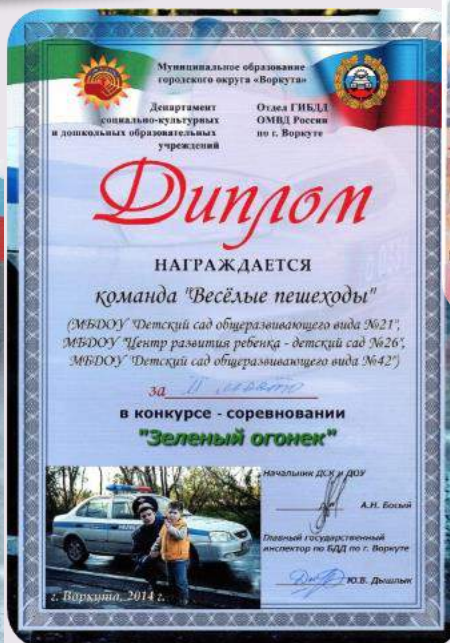 Муниципальное образование
городского округа «Воркута»
Департамент
социально-культурных
и дошкольных образовательных
учреждений
Отдел ГИБДД
ОМВД России
по г. Воркуте
Диплом
НАГРАЖДАЕТСЯ
команда "Весёлые пешеходы"
(МБДОУ "Детский сад общеразвивающего вида №21",
МБДОУ "Центр развития ребенка - детский сад №26",
МБДОУ "Детский сад общеразвивающего вида №42")
за II место
в конкурсе - соревновании
"Зеленый огонек"
Начальник ДСК и ДОУ
А.Н. Босый
Главный государственный
инспектор по БДД по г. Воркуте
Ю.В. Дышлык
г. Воркута, 2014 г.